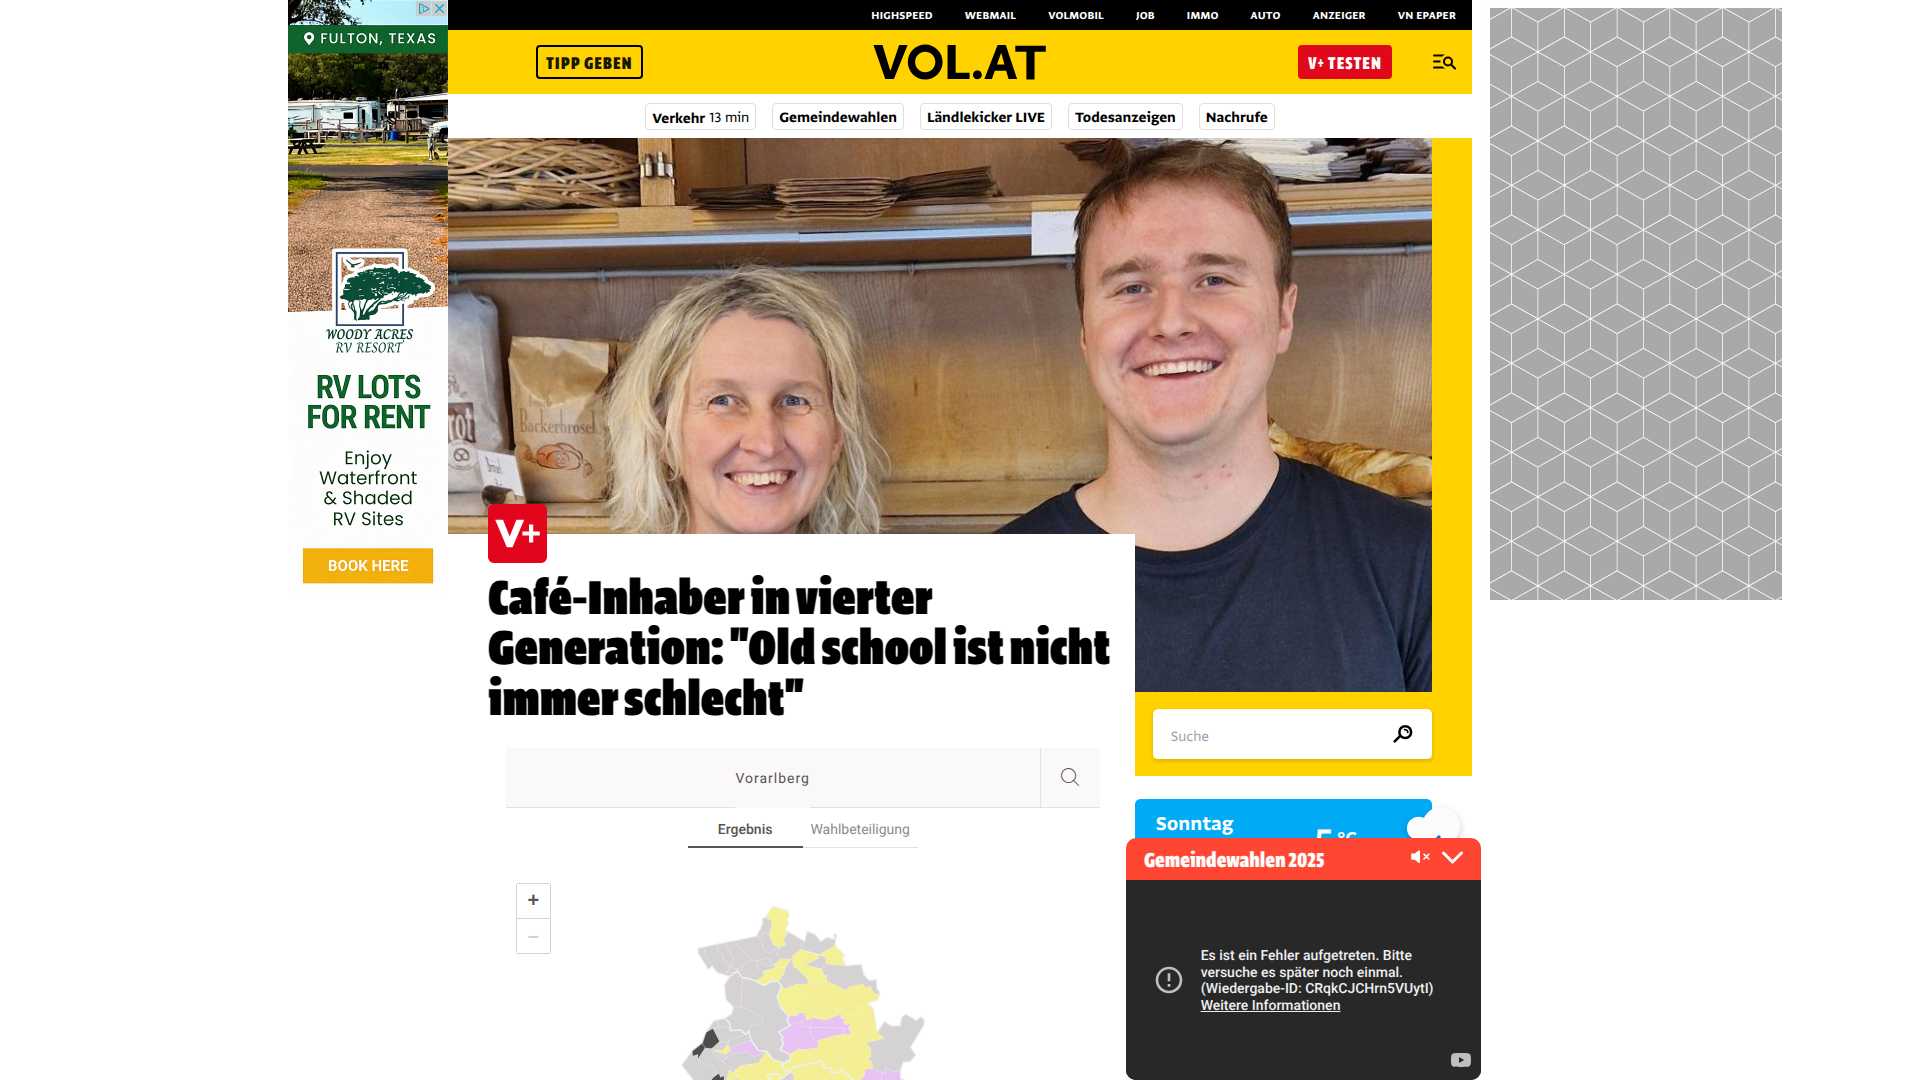 FULTON, TEXAS
WOODY ACRES
RV RESORT
RV LOTS
FOR RENT
Enjoy
Waterfront
& Shaded
RV Sites
BOOK HERE
HIGHSPEED WEBMAIL VOLMOBIL JOB IMMO AUTO ANZEIGER VN EPAPER
TIPP GEBEN
VOL.AT
V+ TESTEN
Verkehr 13 min Gemeindewahlen Ländlekicker LIVE Todesanzeigen Nachrufe
V+
Café-Inhaber in vierter
Generation: "Old school ist nicht
immer schlecht"
Suche
Vorarlberg
Ergebnis Wahlbeteiligung
+
−
Sonntag
5 °C
Gemeindewahlen 2025
Es ist ein Fehler aufgetreten. Bitte
versuche es später noch einmal.
(Wiedergabe-ID: CRqkCJCHrn5VUytI)
Weitere Informationen